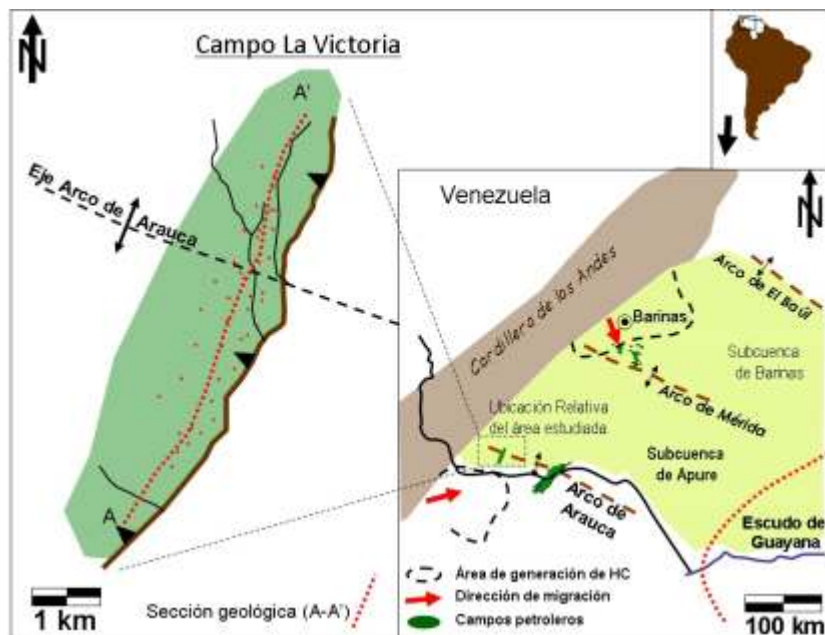 N
Campo La Victoria
A'
Eje Arco de Arauca
A
1 km
Sección geológica (A-A')
Venezuela
N
Cordillera de los Andes
Arco de El Baúl
Barinas
Subcuenca
de Barinas
Arco de Mérida
Ubicación Relativa
del área estudiada
Subcuenca
de Apure
Arco de
Arauca
Escudo de
Guayana
Área de generación de HC
Dirección de migración
Campos petroleros
100 km